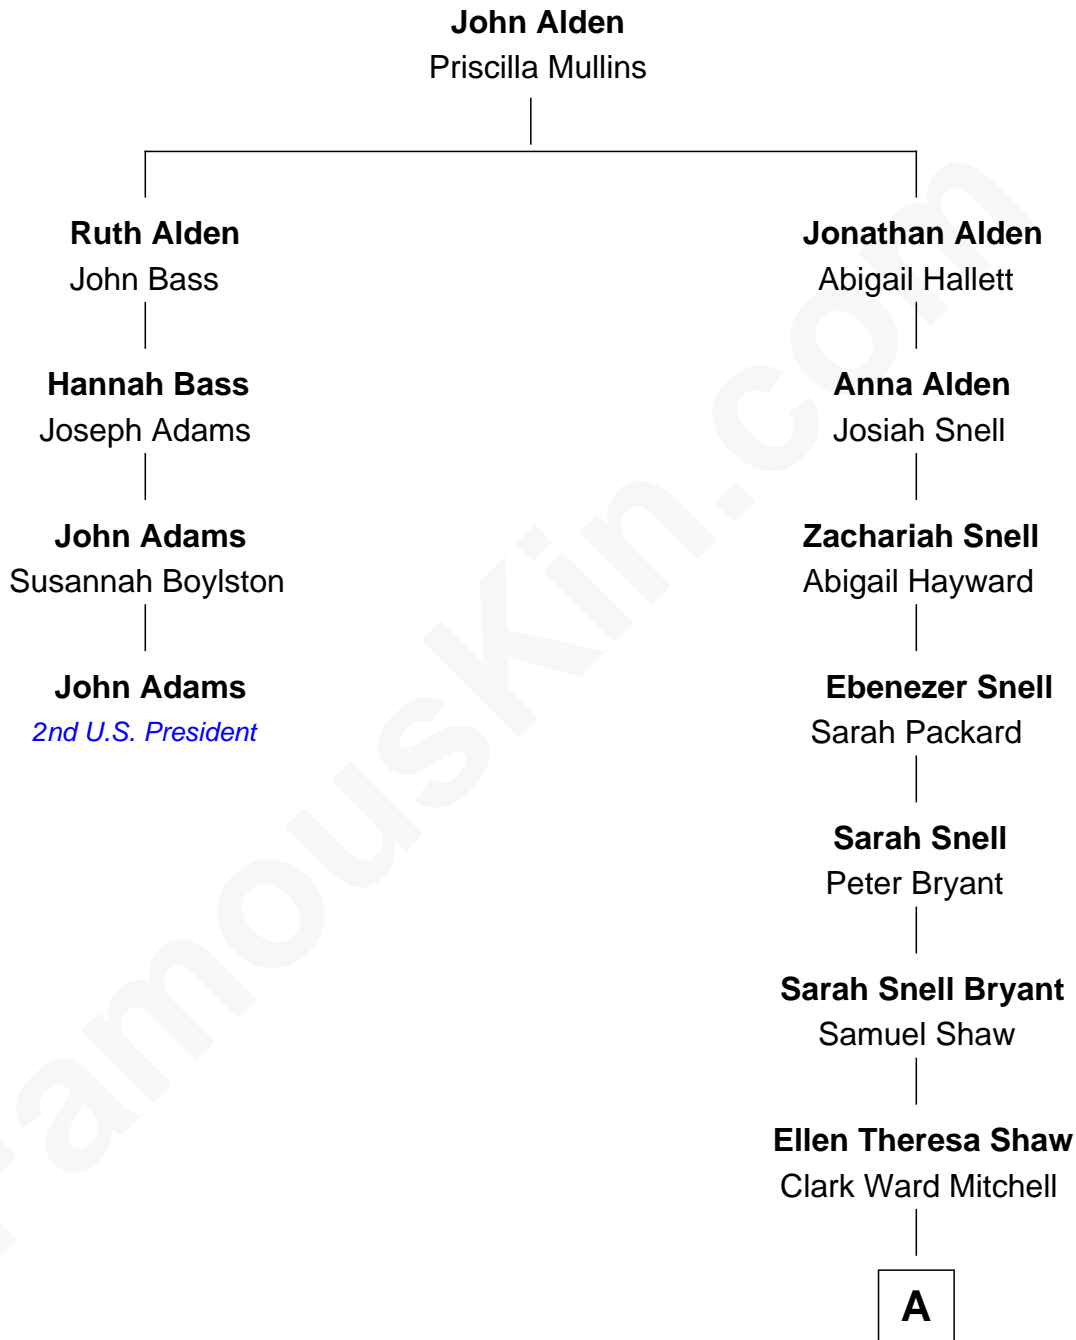 John Alden
Priscilla Mullins
Ruth Alden
John Bass
Jonathan Alden
Abigail Hallett
Hannah Bass
Joseph Adams
Anna Alden
Josiah Snell
John Adams
Susannah Boylston
Zachariah Snell
Abigail Hayward
John Adams
2nd U.S. President
Ebenezer Snell
Sarah Packard
Sarah Snell
Peter Bryant
Sarah Snell Bryant
Samuel Shaw
Ellen Theresa Shaw
Clark Ward Mitchell
A
FamousKin.com